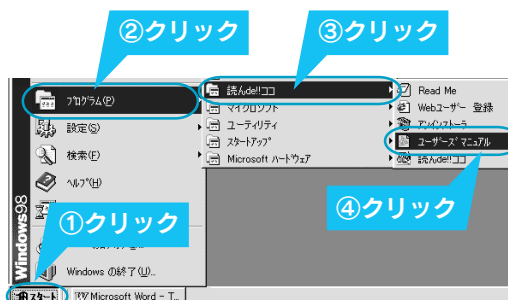 ②クリック
③クリック
プログラム(P)
設定(S)
検索(F)
ヘルプ(H)
Windows の終了(U)...
Windows98
読んde!!ココ
マイクロソフト
ユーティリティ
スタートアップ
Microsoft ハードウェア
Read Me
Webユーザー 登録
アンインストーラ
ユーザーズ マニュアル
読んde!!ココ
①クリック
④クリック
スタート
Microsoft Word - T...